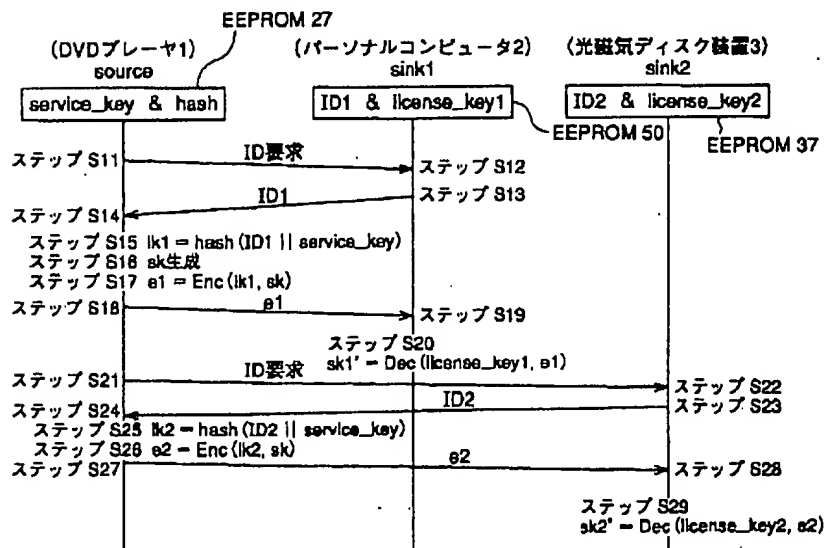 EEPROM 27
(DVDプレーヤ1)
source
service_key & hash
(パーソナルコンピュータ2)
sink1
ID1 & license_key1
EEPROM 50
(光磁気ディスク装置3)
sink2
ID2 & license_key2
EEPROM 37
ステップ S11
ID要求
ステップ S12
ステップ S13
ID1
ステップ S14
ステップ S15 lk1 = hash (ID1 || service_key)
ステップ S16 sk生成
ステップ S17 e1 = Enc (lk1, sk)
ステップ S18
e1
ステップ S19
ステップ S20
sk1' = Dec (license_key1, e1)
ステップ S21
ID要求
ステップ S22
ステップ S23
ID2
ステップ S24
ステップ S25 lk2 = hash (ID2 || service_key)
ステップ S26 e2 = Enc (lk2, sk)
ステップ S27
e2
ステップ S28
ステップ S29
sk2' = Dec (license_key2, e2)